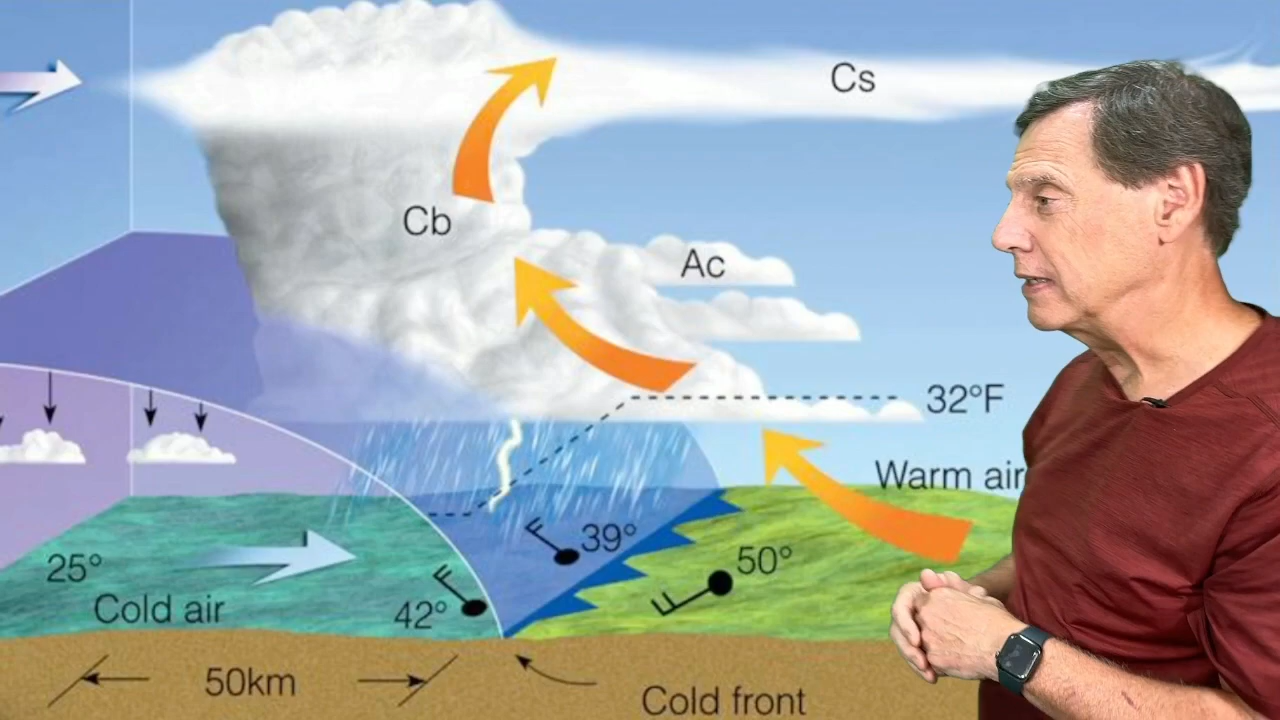 Cs
Cb
Ac
32°F
Warm air
39°
50°
25°
Cold air
42°
50km
Cold front